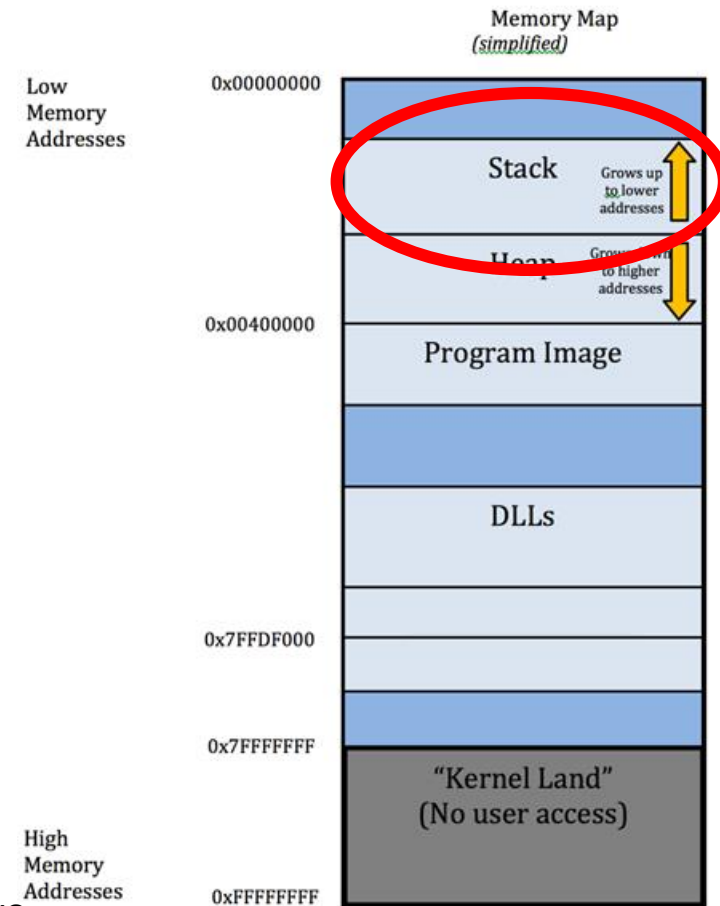 Memory Map
(simplified)
Low
Memory
Addresses
0x00000000
Stack
Grows up
to lower
addresses
Heap
to higher
addresses
0x00400000
Program Image
DLLs
0x7FFDF000
0x7FFFFFFF
“Kernel Land”
(No user access)
High
Memory
Addresses
0xFFFFFFFF